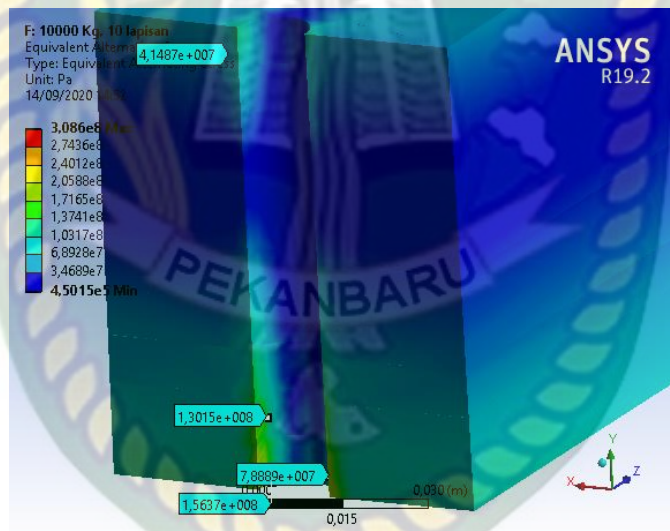 F: 10000 Kg. 10 lapisan
Equivalent
4,1487e+007
Type: Equivalent
Unit: Pa
14/09/2020
ANSYS
R19.2
3,086e8
2,7436e8
2,4012e8
2,0588e8
1,7165e8
1,3741e8
1,0317e8
6,8928e7
3,4689e7
4,5015e5 Min
PEKANBARU
1,3015e+008
7,8889e+007
1,5637e+008
0,030 (m)
0,015
Y
X
Z